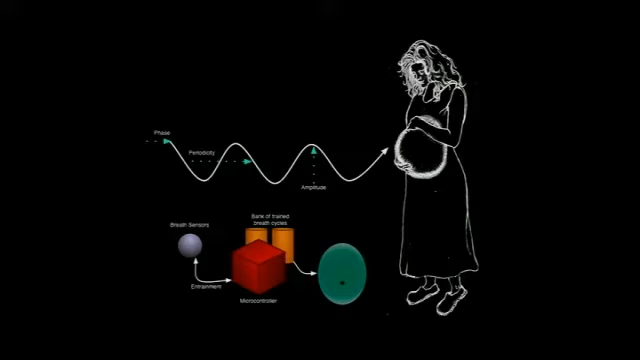 Phase
Periodicity
Amplitude
Bank of trained
breath cycles
Breath Sensors
Entrainment
Microcontroller